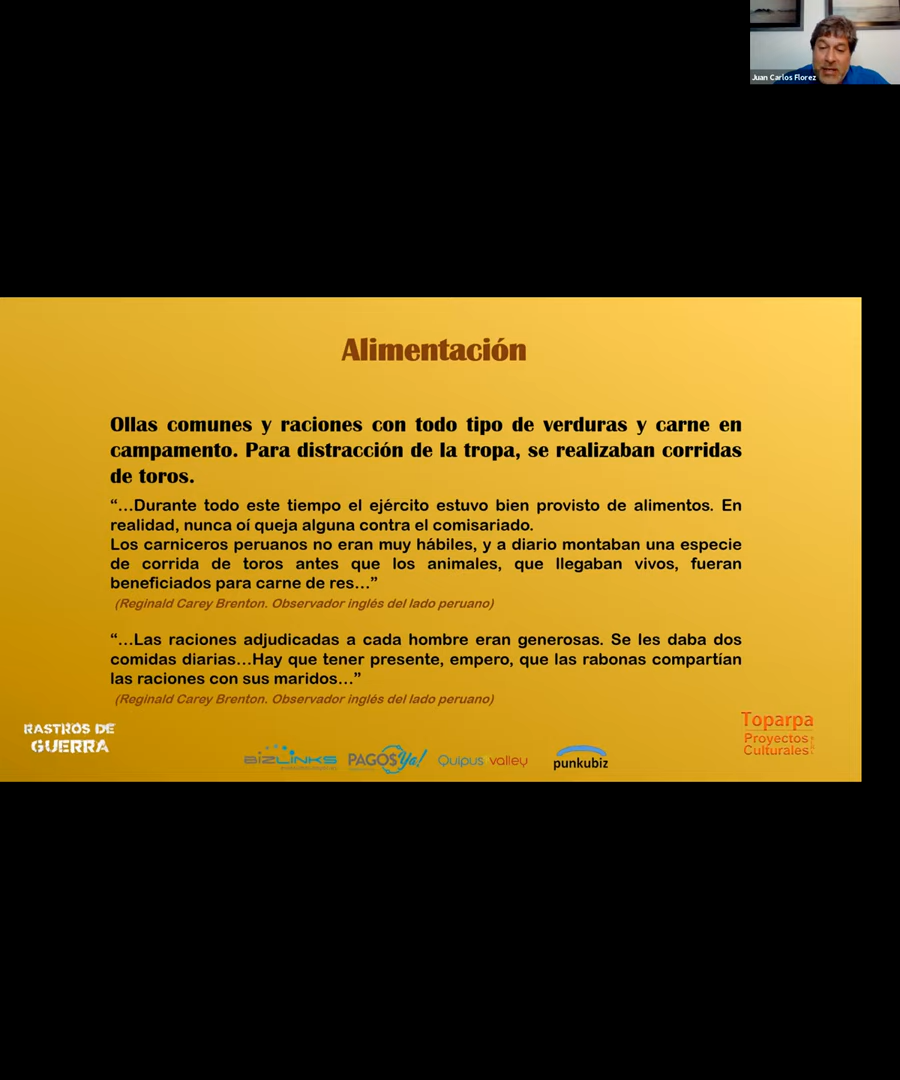 Juan Carlos Florez
Alimentación
Ollas comunes y raciones con todo tipo de verduras y carne en
campamento. Para distracción de la tropa, se realizaban corridas
de toros.
“…Durante todo este tiempo el ejército estuvo bien provisto de alimentos. En
realidad, nunca oí queja alguna contra el comisariado.
Los carniceros peruanos no eran muy hábiles, y a diario montaban una especie
de corrida de toros antes que los animales, que llegaban vivos, fueran
beneficiados para carne de res…”
(Reginald Carey Brenton. Observador inglés del lado peruano)
“…Las raciones adjudicadas a cada hombre eran generosas. Se les daba dos
comidas diarias…Hay que tener presente, empero, que las rabonas compartían
las raciones con sus maridos…”
(Reginald Carey Brenton. Observador inglés del lado peruano)
RASTROS DE
GUERRA
BIZLINKS
PAGOS Ya!
Quipus valley
punkubiz
Toparpa
Proyectos
Culturales